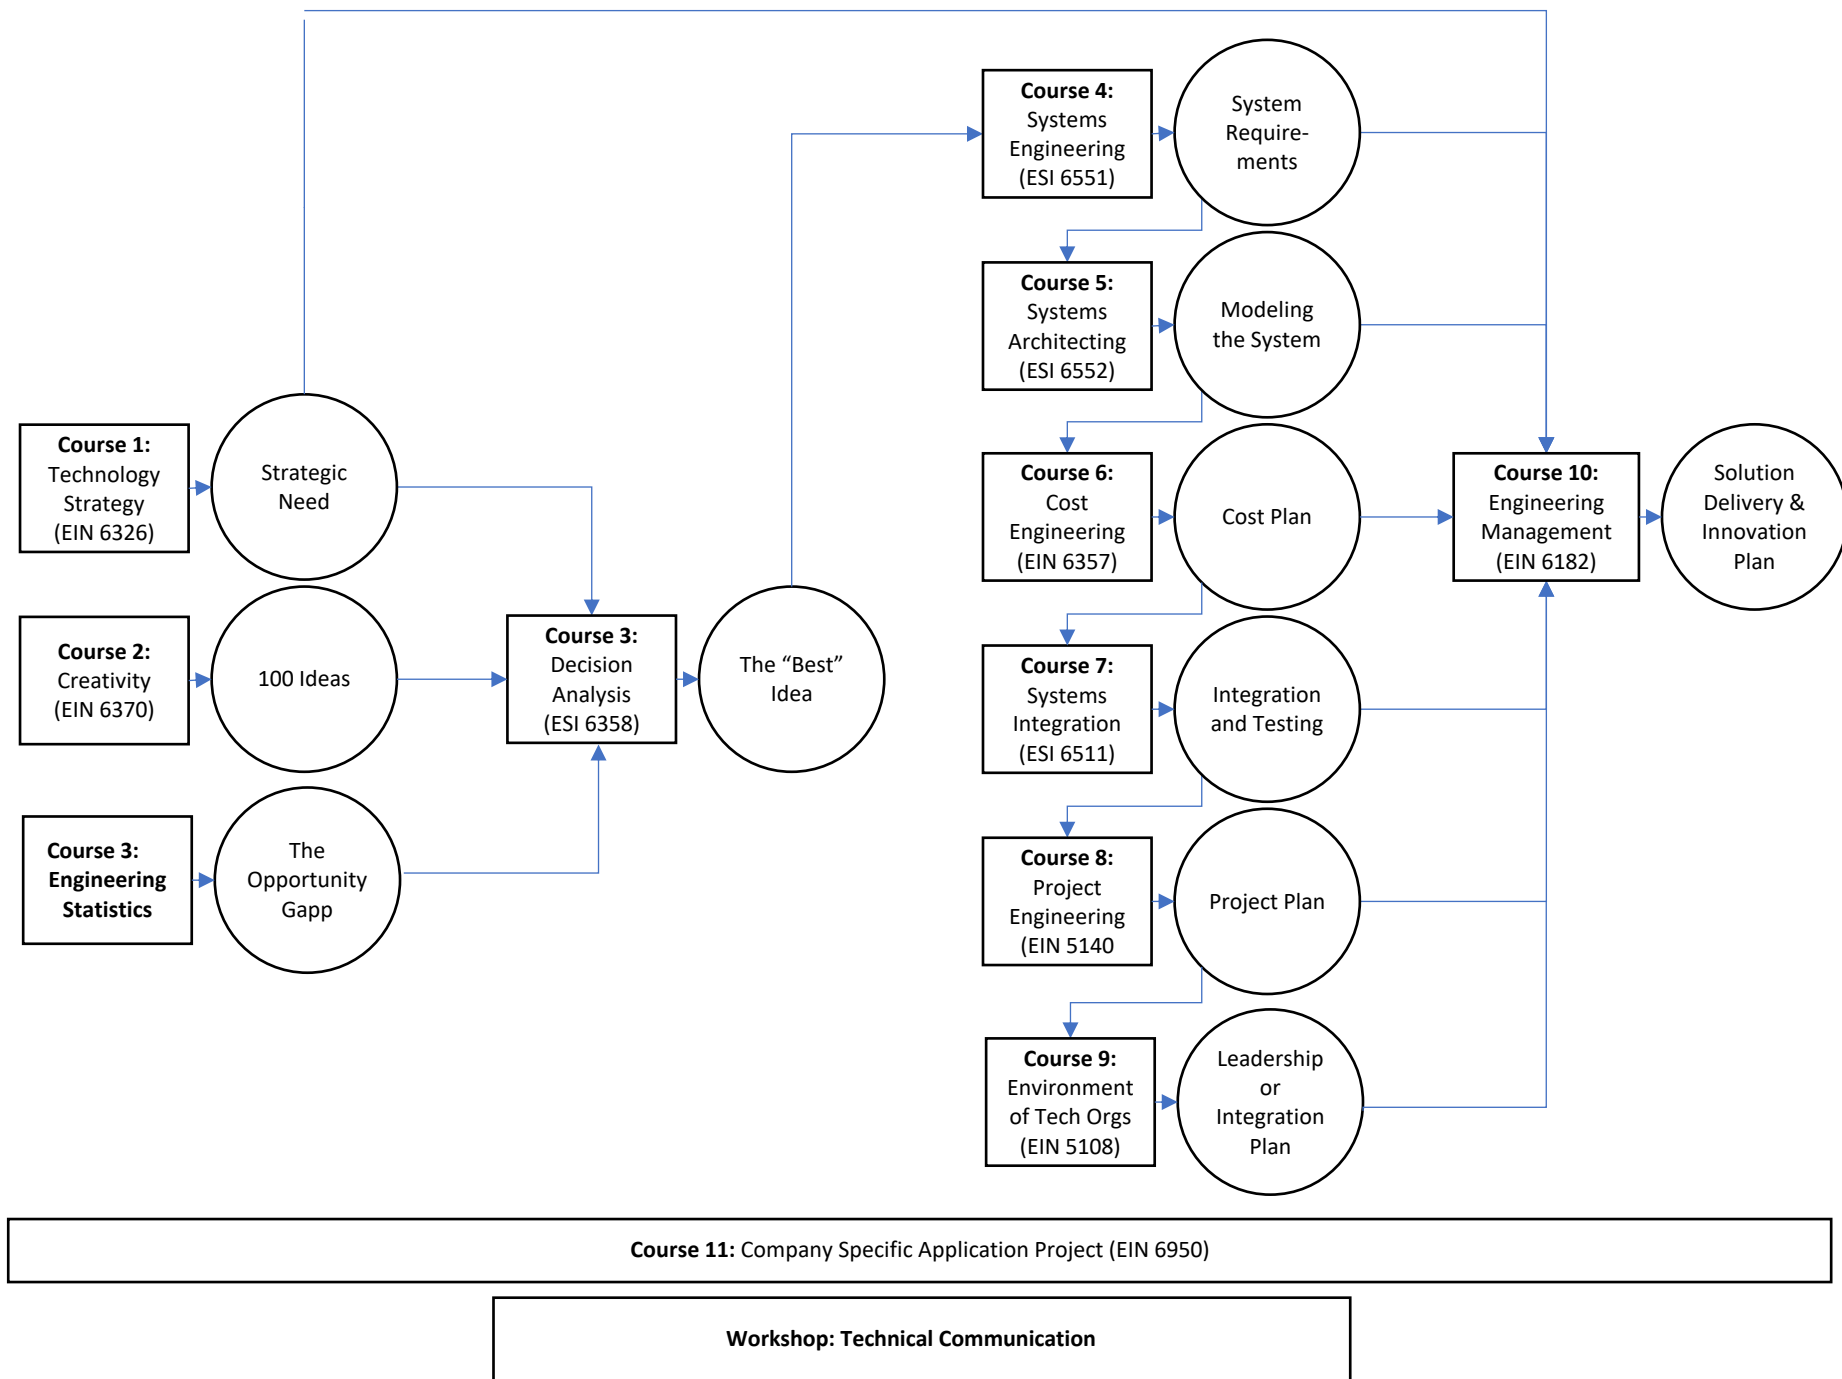 Course 1:
Technology
Strategy
(EIN 6326)
Strategic
Need
Course 2:
Creativity
(EIN 6370)
100 Ideas
Course 3:
Engineering
Statistics
The
Opportunity
Gapp
Course 3:
Decision
Analysis
(ESI 6358)
The “Best”
Idea
Course 4:
Systems
Engineering
(ESI 6551)
System
Require-
ments
Course 5:
Systems
Architecting
(ESI 6552)
Modeling
the System
Course 6:
Cost
Engineering
(EIN 6357)
Cost Plan
Course 7:
Systems
Integration
(ESI 6511)
Integration
and Testing
Course 8:
Project
Engineering
(EIN 5140
Project Plan
Course 9:
Environment
of Tech Orgs
(EIN 5108)
Leadership
or
Integration
Plan
Course 10:
Engineering
Management
(EIN 6182)
Solution
Delivery &
Innovation
Plan
Course 11: Company Specific Application Project (EIN 6950)
Workshop: Technical Communication